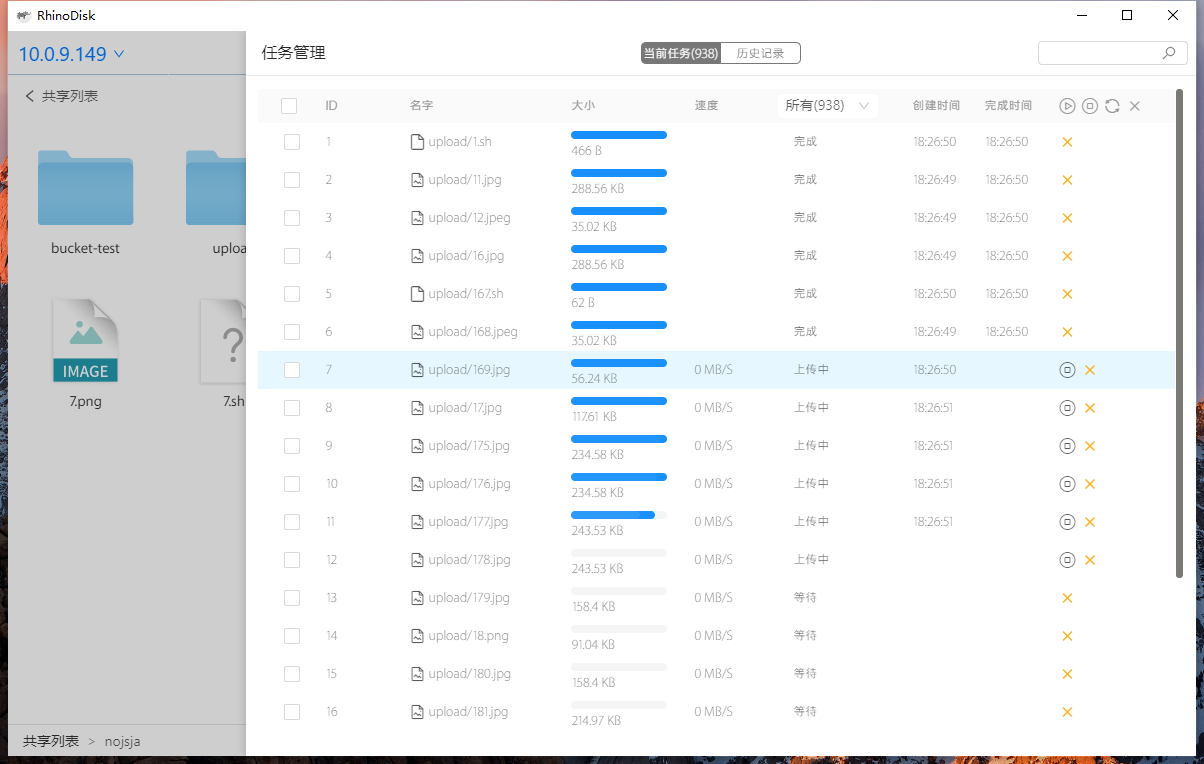 RhinoDisk
10.0.9.149
共享列表
bucket-test
uploa
IMAGE
7.png
?
7.sh
共享列表 > nojsja
任务管理
当前任务(938) 历史记录
ID 名字 大小 速度 所有(938) 创建时间 完成时间
1 upload/1.sh 466 B 完成 18:26:50 18:26:50
2 upload/11.jpg 288.56 KB 完成 18:26:49 18:26:50
3 upload/12.jpeg 35.02 KB 完成 18:26:49 18:26:50
4 upload/16.jpg 288.56 KB 完成 18:26:49 18:26:50
5 upload/167.sh 62 B 完成 18:26:50 18:26:50
6 upload/168.jpeg 35.02 KB 完成 18:26:49 18:26:50
7 upload/169.jpg 56.24 KB 0 MB/S 上传中 18:26:50
8 upload/17.jpg 117.61 KB 0 MB/S 上传中 18:26:51
9 upload/175.jpg 234.58 KB 0 MB/S 上传中 18:26:51
10 upload/176.jpg 234.58 KB 0 MB/S 上传中 18:26:51
11 upload/177.jpg 243.53 KB 0 MB/S 上传中 18:26:51
12 upload/178.jpg 243.53 KB 0 MB/S 上传中
13 upload/179.jpg 158.4 KB 0 MB/S 等待
14 upload/18.png 91.04 KB 0 MB/S 等待
15 upload/180.jpg 158.4 KB 0 MB/S 等待
16 upload/181.jpg 214.97 KB 0 MB/S 等待